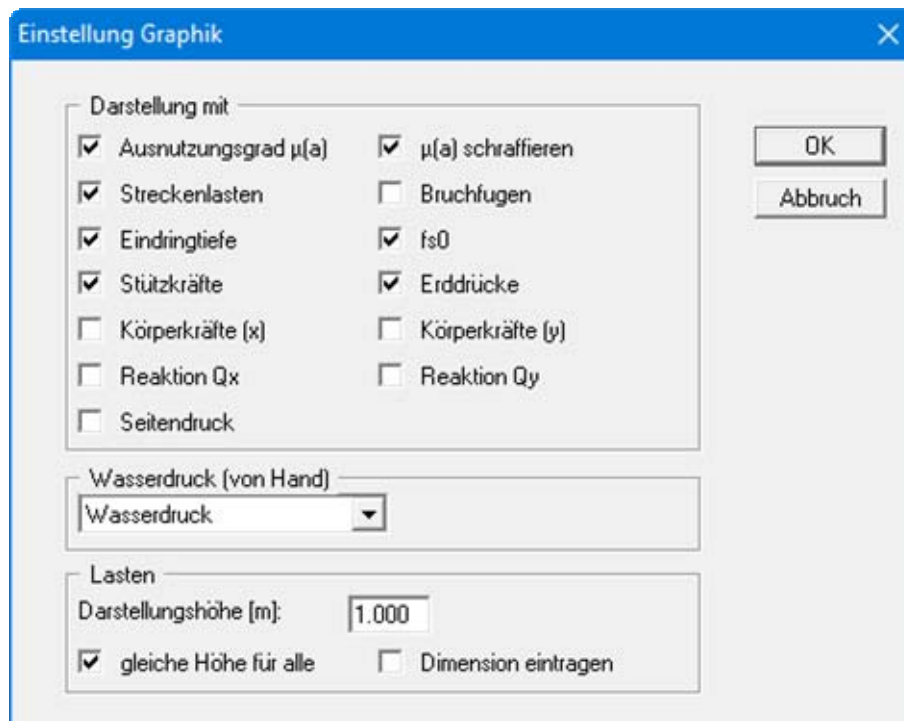 Einstellung Graphik
Darstellung mit
Ausnutzungsgrad µ(a) µ(a) schraffieren
Streckenlasten Bruchfugen
Eindringtiefe fs0
Stützkräfte Erddrücke
Körperkräfte (x) Körperkräfte (y)
Reaktion Qx Reaktion Qy
Seitendruck
OK
Abbruch
Wasserdruck (von Hand)
Wasserdruck
Lasten
Darstellungshöhe [m]: 1.000
gleiche Höhe für alle Dimension eintragen